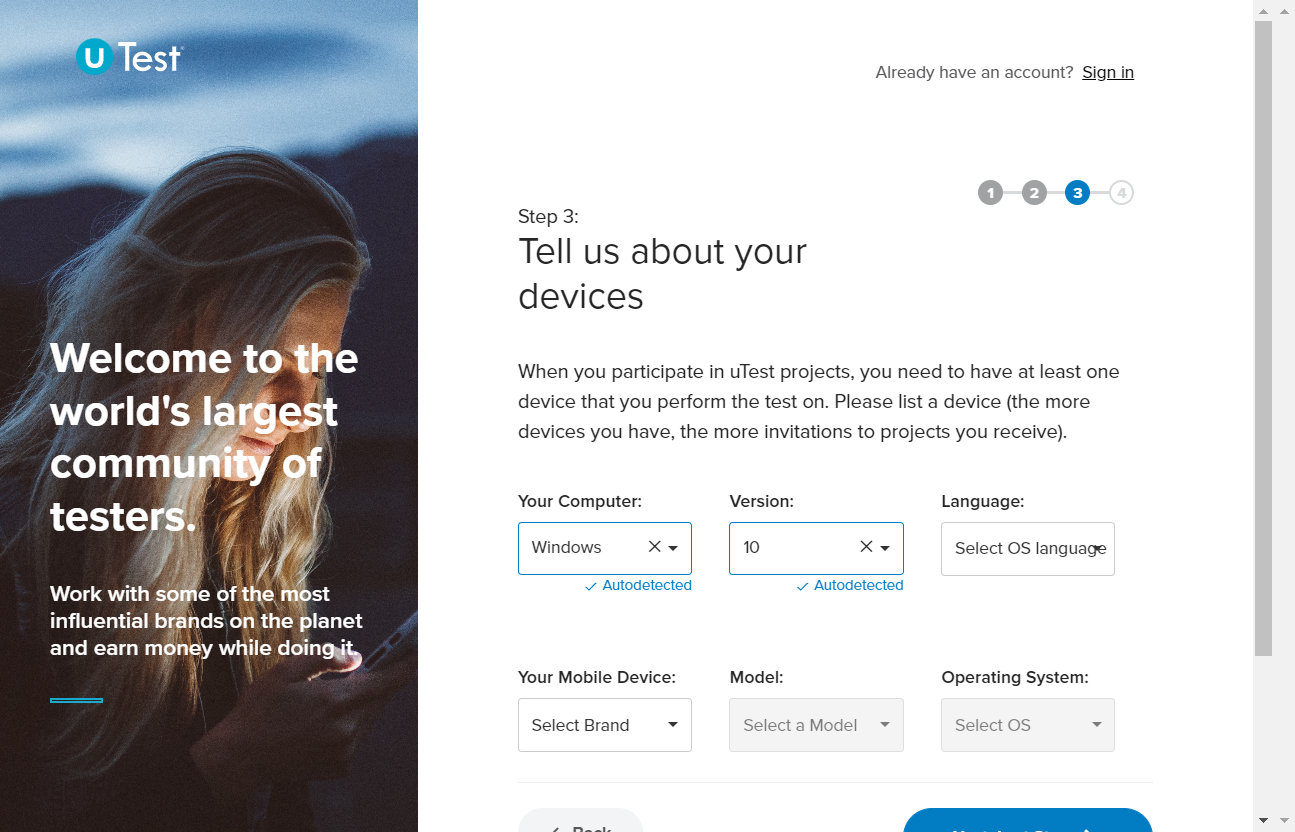 U Test
Already have an account? Sign in
1 2 3 4
Step 3:
Tell us about your
devices
Welcome to the
world's largest
community of
testers.
Work with some of the most
influential brands on the planet
and earn money while doing it.
When you participate in uTest projects, you need to have at least one
device that you perform the test on. Please list a device (the more
devices you have, the more invitations to projects you receive).
Your Computer: Version: Language:
Windows 10 Select OS language
Autodetected Autodetected
Your Mobile Device: Model: Operating System:
Select Brand Select a Model Select OS
Back